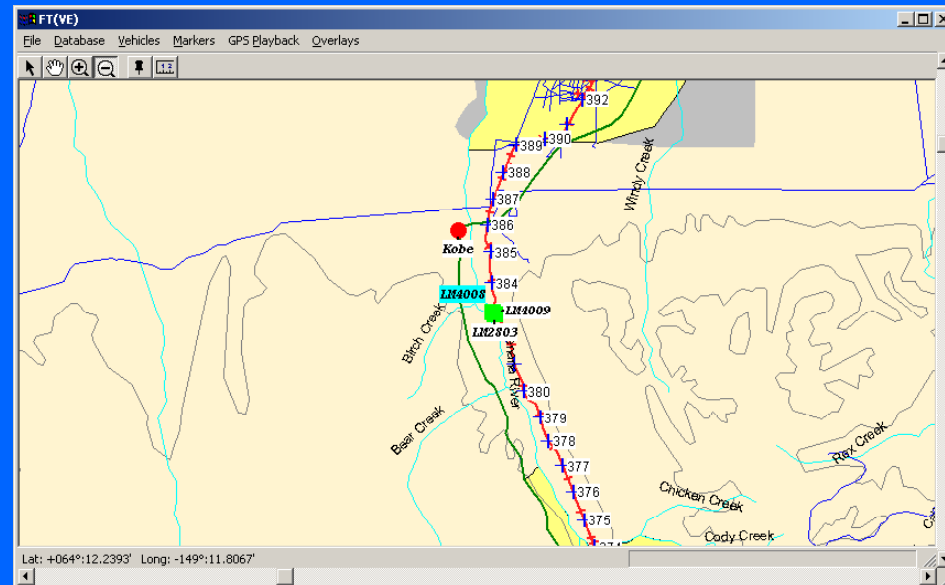 FT(VE)
File Database Vehicles Markers GPS Playback Overlays
392
390
389
388
387
Windy Creek
386
Kobe
385
384
LM4008
LM4009
Birch Creek
LM2803
River
380
379
Bear Creek
378
377
Rex Creek
376
Chicken Creek
375
Cody Creek
Lat: +064°:12.2393' Long: -149°:11.8067'